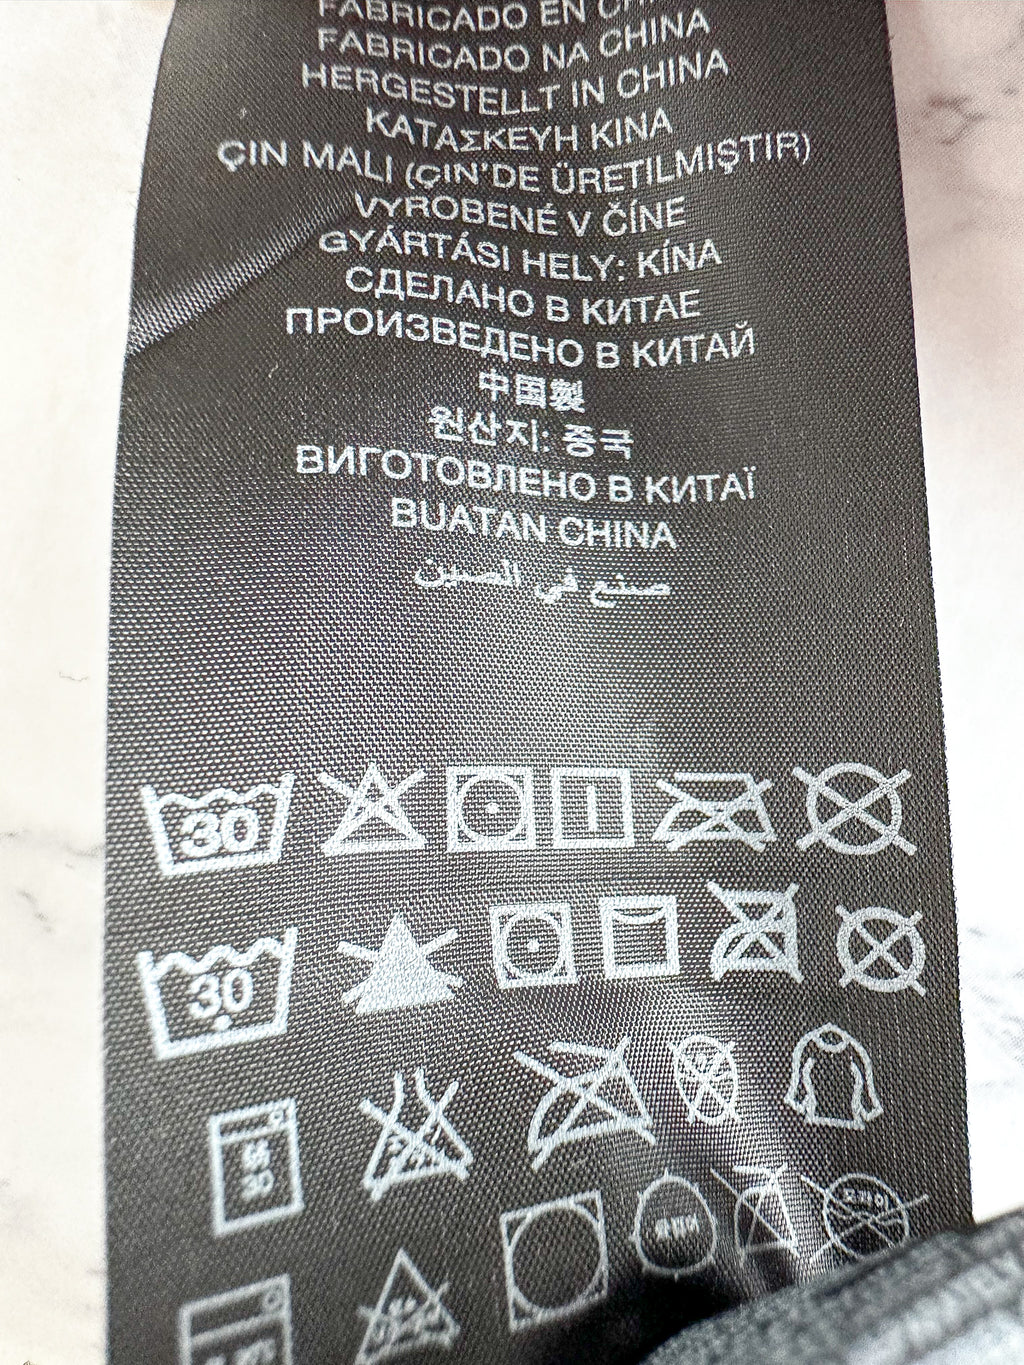 FABRICADO EN
FABRICADO NA CHINA
HERGESTELLT IN CHINA
ΚΑΤΑΣΚΕΥΗ ΚΙΝΑ
ÇIN MALI (ÇIN'DE ÜRETILMIŞTIR)
VYROBENÉ V ČÍNE
GYÁRTÁSI HELY: KÍNA
СДЕЛАНО В КИТАЕ
ПРОИЗВЕДЕНО В КИТАЙ
中国製
원산지: 중국
ВИГОТОВЛЕНО В КИТАЇ
BUATAN CHINA
صنع في الصين
30
30